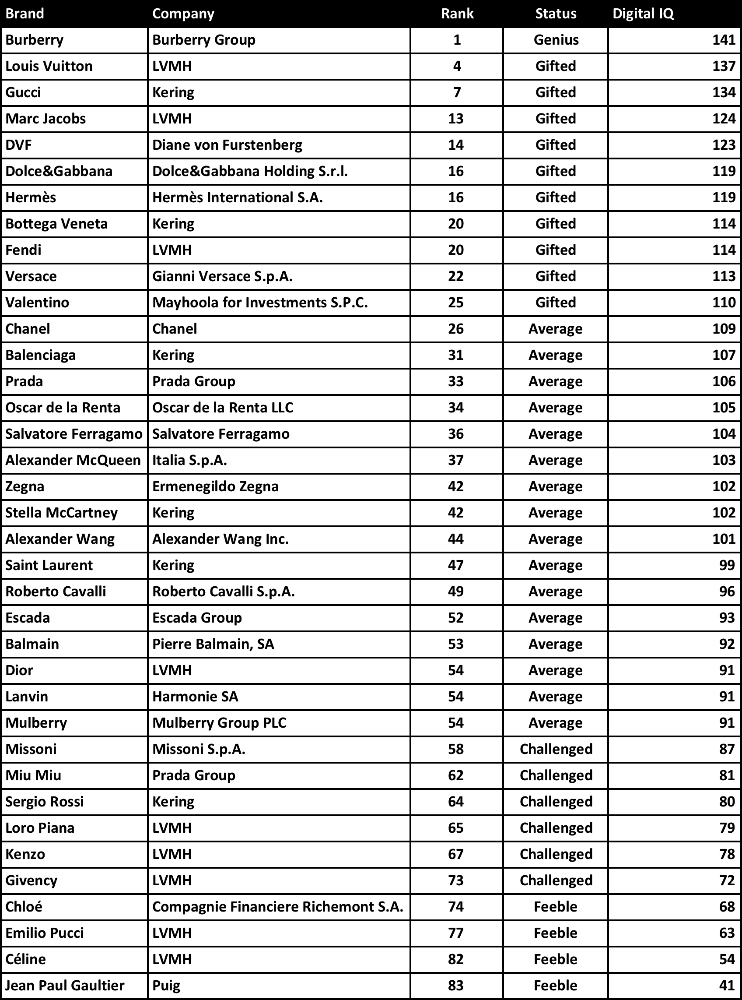 Brand Company Rank Status Digital IQ
Burberry Burberry Group 1 Genius 141
Louis Vuitton LVMH 4 Gifted 137
Gucci Kering 7 Gifted 134
Marc Jacobs LVMH 13 Gifted 124
DVF Diane von Furstenberg 14 Gifted 123
Dolce&Gabbana Dolce&Gabbana Holding S.r.l. 16 Gifted 119
Hermès Hermès International S.A. 16 Gifted 119
Bottega Veneta Kering 20 Gifted 114
Fendi LVMH 20 Gifted 114
Versace Gianni Versace S.p.A. 22 Gifted 113
Valentino Mayhoola for Investments S.P.C. 25 Gifted 110
Chanel Chanel 26 Average 109
Balenciaga Kering 31 Average 107
Prada Prada Group 33 Average 106
Oscar de la Renta Oscar de la Renta LLC 34 Average 105
Salvatore Ferragamo Salvatore Ferragamo 36 Average 104
Alexander McQueen Italia S.p.A. 37 Average 103
Zegna Ermenegildo Zegna 42 Average 102
Stella McCartney Kering 42 Average 102
Alexander Wang Alexander Wang Inc. 44 Average 101
Saint Laurent Kering 47 Average 99
Roberto Cavalli Roberto Cavalli S.p.A. 49 Average 96
Escada Escada Group 52 Average 93
Balmain Pierre Balmain, SA 53 Average 92
Dior LVMH 54 Average 91
Lanvin Harmonie SA 54 Average 91
Mulberry Mulberry Group PLC 54 Average 91
Missoni Missoni S.p.A. 58 Challenged 87
Miu Miu Prada Group 62 Challenged 81
Sergio Rossi Kering 64 Challenged 80
Loro Piana LVMH 65 Challenged 79
Kenzo LVMH 67 Challenged 78
Givency LVMH 73 Challenged 72
Chloé Compagnie Financiere Richemont S.A. 74 Feeble 68
Emilio Pucci LVMH 77 Feeble 63
Céline LVMH 82 Feeble 54
Jean Paul Gaultier Puig 83 Feeble 41